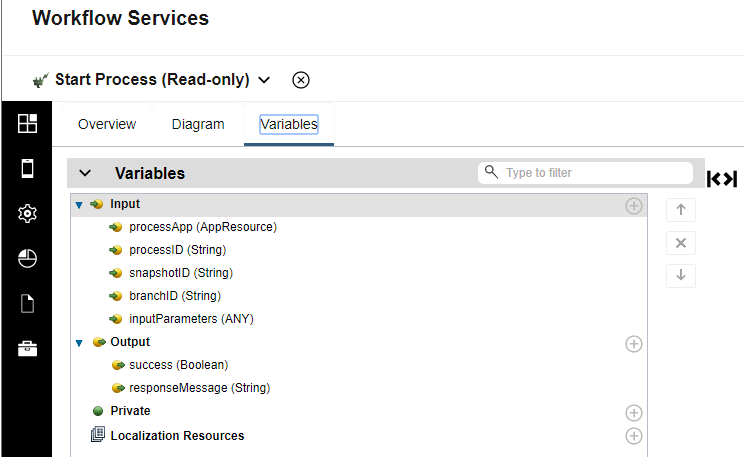 Workflow Services
Start Process (Read-only)
Overview Diagram Variables
Variables Type to filter
Input
processApp (AppResource)
processID (String)
snapshotID (String)
branchID (String)
inputParameters (ANY)
Output
success (Boolean)
responseMessage (String)
Private
Localization Resources